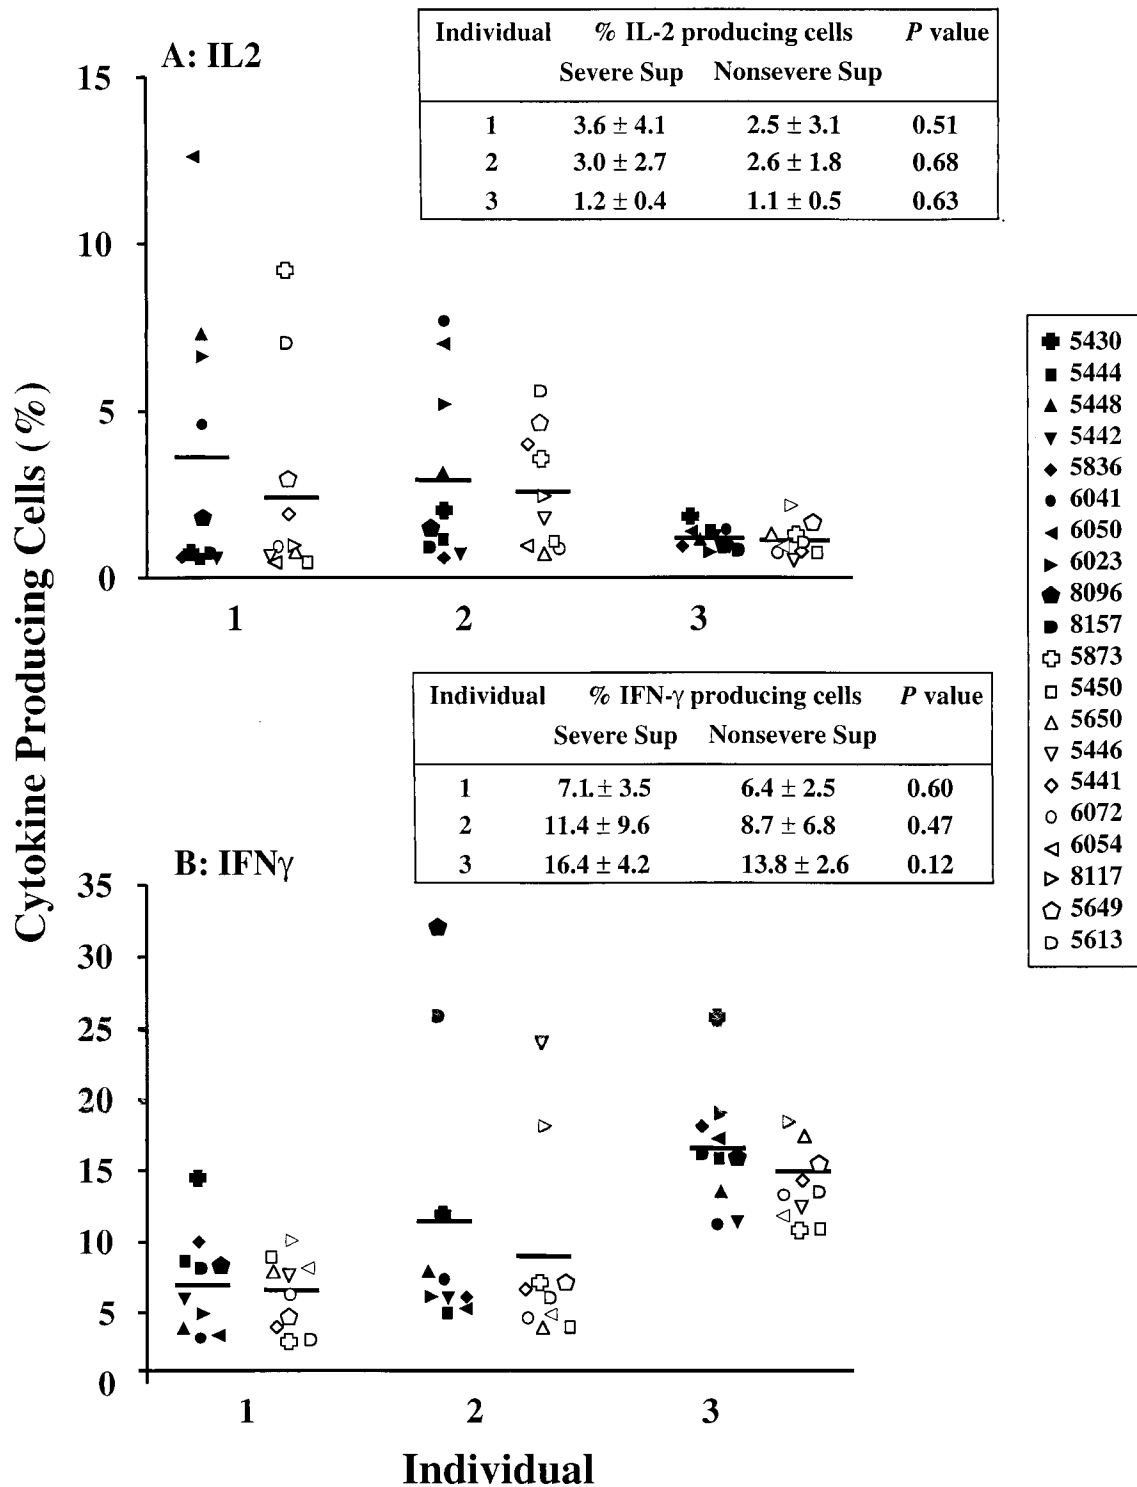 A: IL2
Individual % IL-2 producing cells P value
Severe Sup Nonsevere Sup
1 3.6 ± 4.1 2.5 ± 3.1 0.51
2 3.0 ± 2.7 2.6 ± 1.8 0.68
3 1.2 ± 0.4 1.1 ± 0.5 0.63
15
10
5
0
1 2 3
Cytokine Producing Cells (%)
5430
5444
5448
5442
5836
6041
6050
6023
8096
8157
5873
5450
5650
5446
5441
6072
6054
8117
5649
5613
B: IFNγ
Individual % IFN-γ producing cells P value
Severe Sup Nonsevere Sup
1 7.1. ± 3.5 6.4 ± 2.5 0.60
2 11.4 ± 9.6 8.7 ± 6.8 0.47
3 16.4 ± 4.2 13.8 ± 2.6 0.12
35
30
25
20
15
10
5
0
1 2 3
Individual